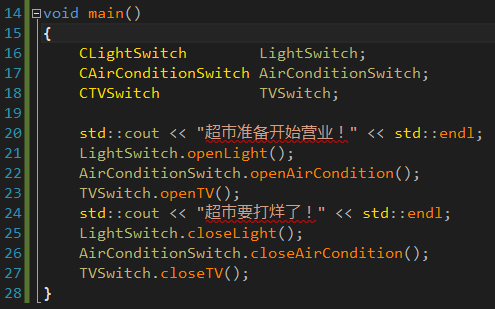 14 void main()
15 {
16 CLightSwitch LightSwitch;
17 CAirConditionSwitch AirConditionSwitch;
18 CTVSwitch TVSwitch;
19
20 std::cout << "超市准备开始营业！" << std::endl;
21 LightSwitch.openLight();
22 AirConditionSwitch.openAirCondition();
23 TVSwitch.openTV();
24 std::cout << "超市要打烊了！" << std::endl;
25 LightSwitch.closeLight();
26 AirConditionSwitch.closeAirCondition();
27 TVSwitch.closeTV();
28 }